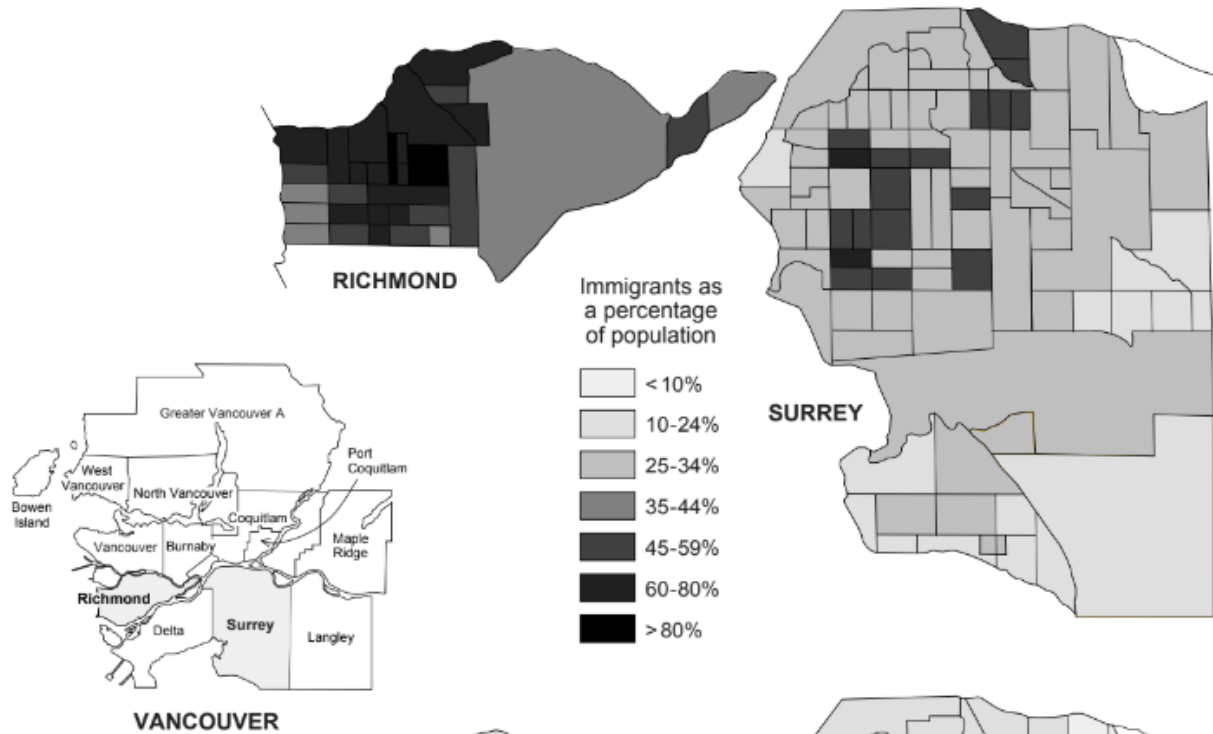 RICHMOND
Immigrants as
a percentage
of population
<10%
10-24%
25-34%
35-44%
45-59%
60-80%
>80%
SURREY
Greater Vancouver A
Port
Coquitlam
West
Vancouver
North Vancouver
Bowen
Island
Coquitlam
Vancouver
Burnaby
Maple
Ridge
Richmond
Delta
Surrey
Langley
VANCOUVER